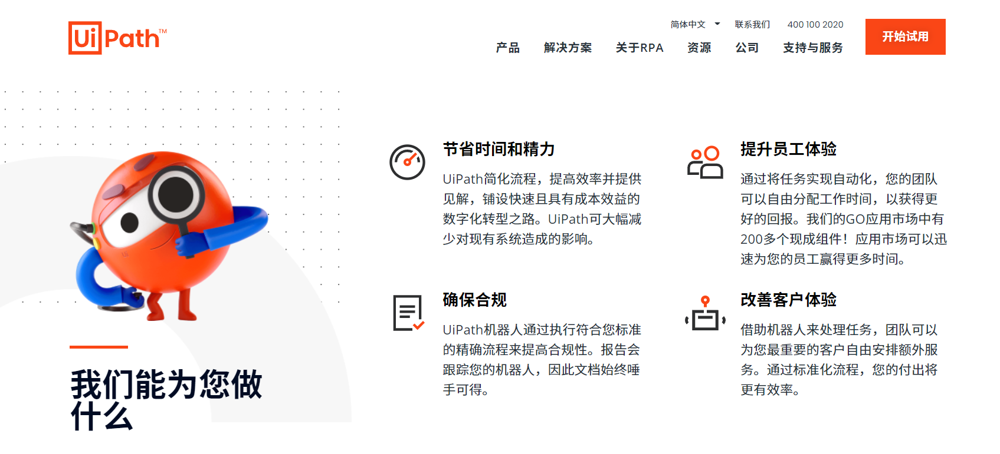 UiPath™
简体中文
联系我们
400 100 2020
产品
解决方案
关于RPA
资源
公司
支持与服务
开始试用
我们能为您做
什么
节省时间和精力
UiPath简化流程，提高效率并提供
见解，铺设快速且具有成本效益的
数字化转型之路。UiPath可大幅减
少对现有系统造成的影响。
提升员工体验
通过将任务实现自动化，您的团队
可以自由分配工作时间，以获得更
好的回报。我们的GO应用市场中有
200多个现成组件！应用市场可以迅
速为您的员工赢得更多时间。
确保合规
UiPath机器人通过执行符合您标准
的精确流程来提高合规性。报告会
跟踪您的机器人，因此文档始终唾
手可得。
改善客户体验
借助机器人来处理任务，团队可以
为您最重要的客户自由安排额外服
务。通过标准化流程，您的付出将
更有效率。